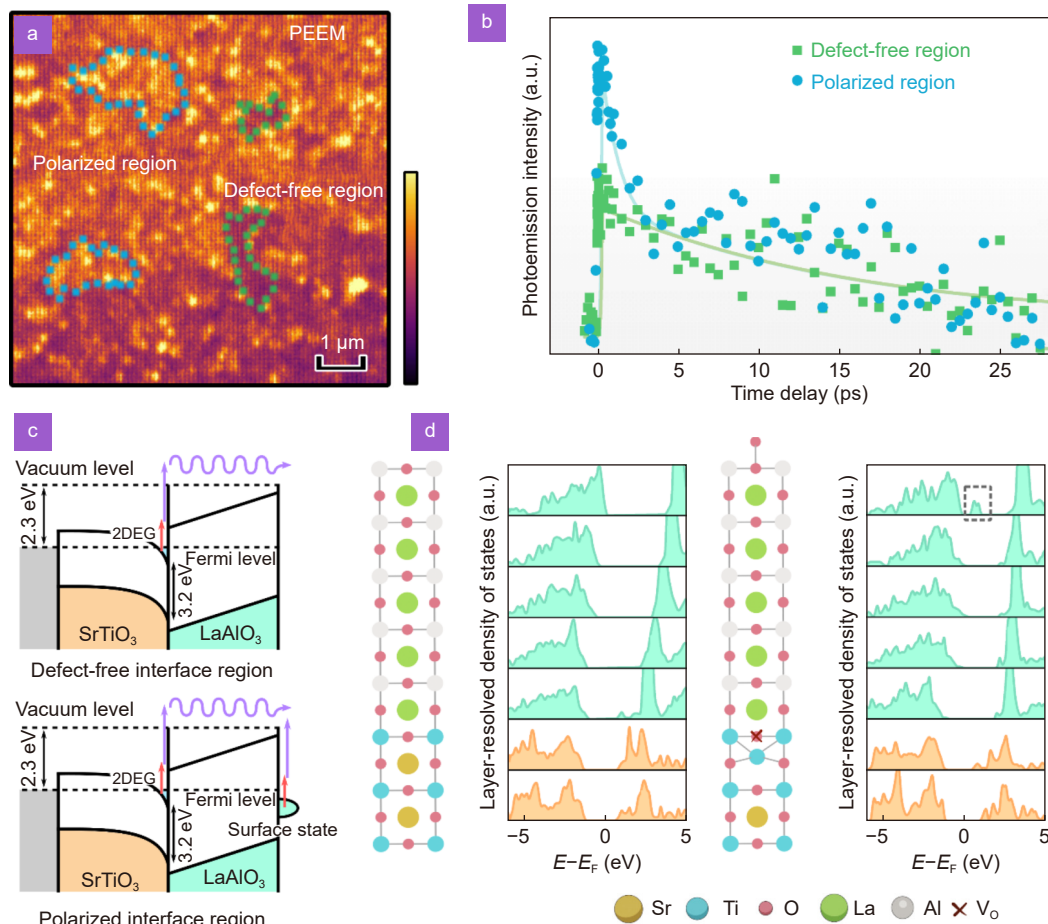 a
PEEM
Polarized region
Defect-free region
1 μm
b
Photoemission intensity (a.u.)
Defect-free region
Polarized region
0
5
10
15
20
25
Time delay (ps)
c
Vacuum level
2.3 eV
2DEG
Fermi level
3.2 eV
SrTiO3
LaAlO3
Defect-free interface region
Vacuum level
2.3 eV
2DEG
Fermi level
Surface state
3.2 eV
SrTiO3
LaAlO3
Polarized interface region
d
Layer-resolved density of states (a.u.)
−5
0
5
E−EF (eV)
Layer-resolved density of states (a.u.)
−5
0
5
E−EF (eV)
Sr Ti O La Al VO